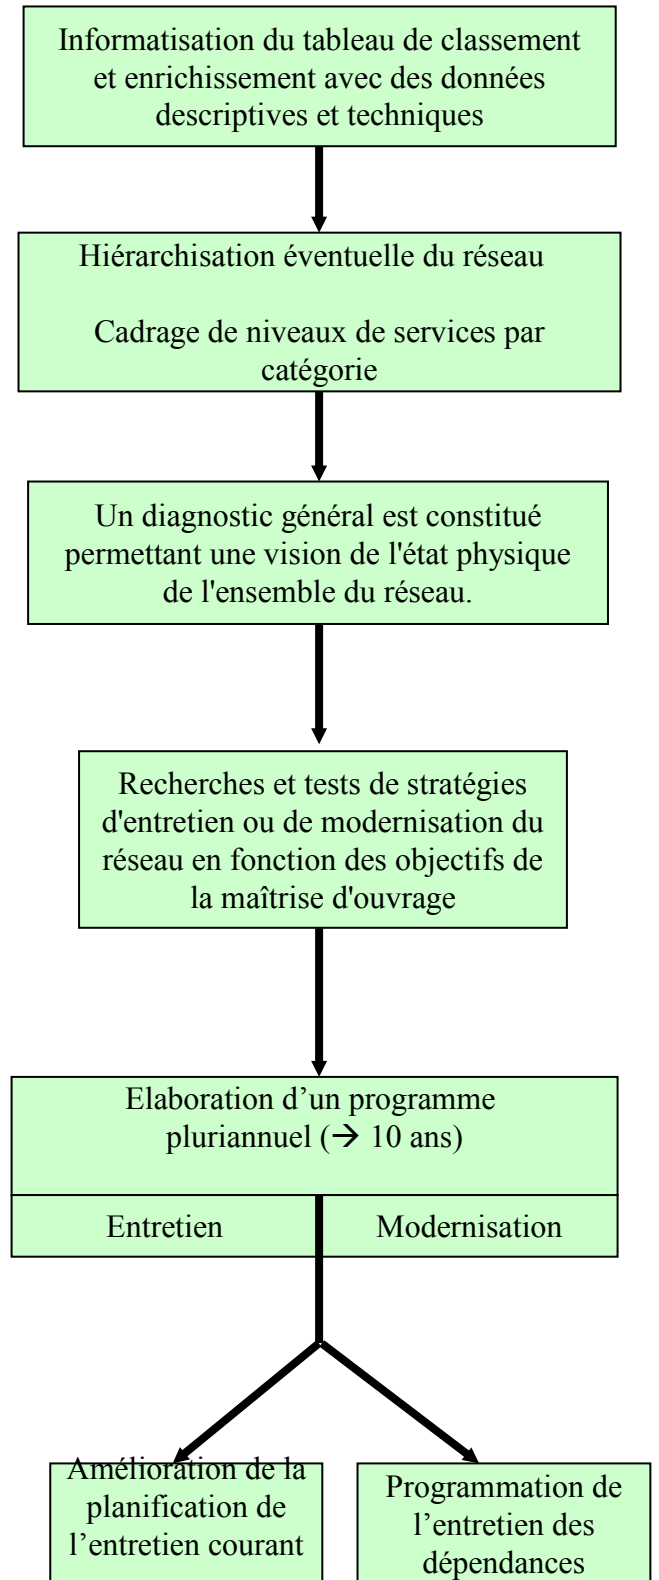 Informatisation du tableau de classement
et enrichissement avec des données
descriptives et techniques
Hiérarchisation éventuelle du réseau
Cadrage de niveaux de services par
catégorie
Un diagnostic général est constitué
permettant une vision de l'état physique
de l'ensemble du réseau.
Recherches et tests de stratégies
d'entretien ou de modernisation du
réseau en fonction des objectifs de
la maîtrise d'ouvrage
Elaboration d’un programme
pluriannuel (→ 10 ans)
Entretien
Modernisation
Amélioration de la
planification de
l’entretien courant
Programmation de
l’entretien des
dépendances